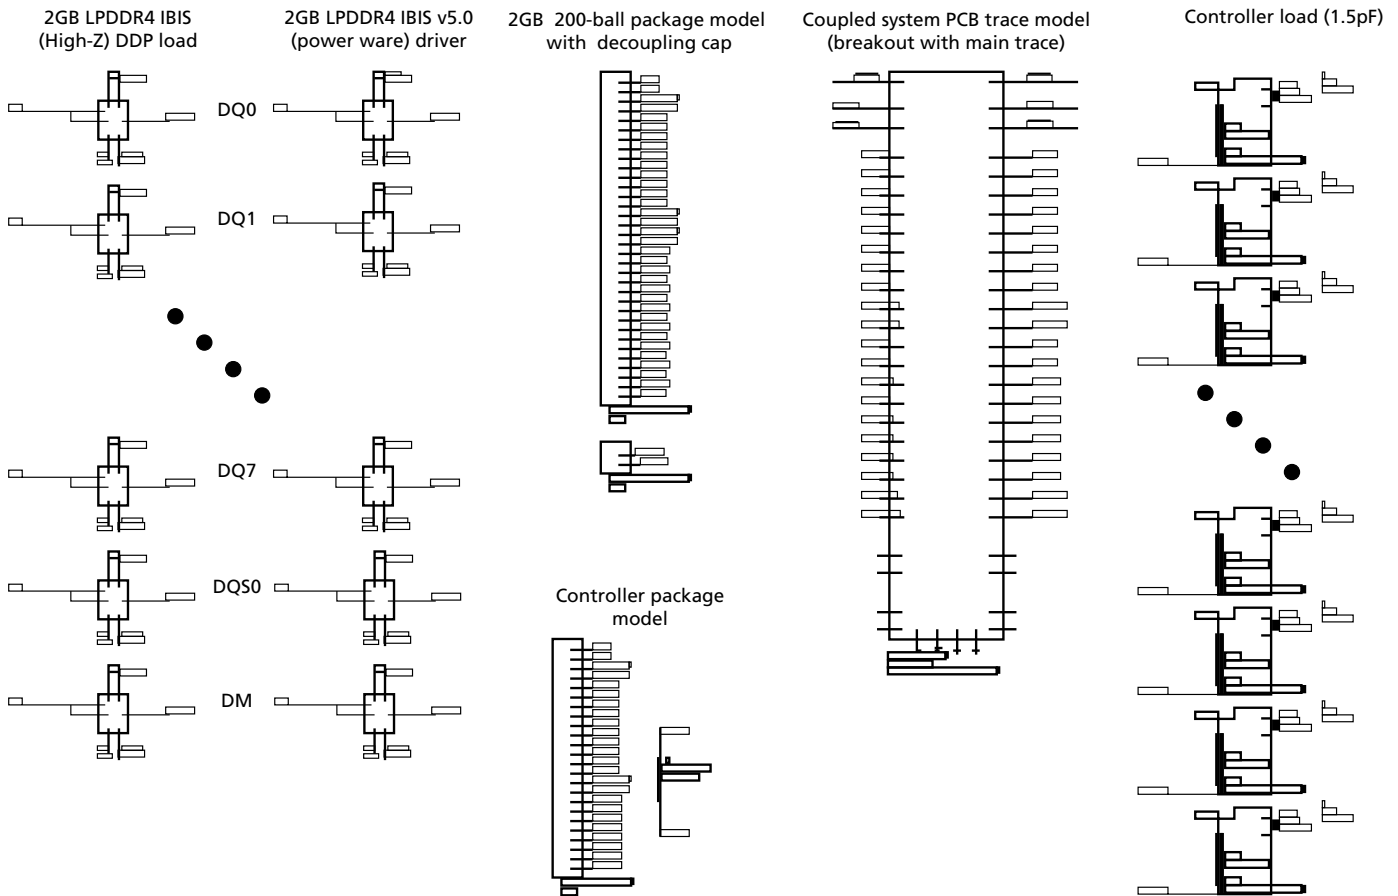 2GB LPDDR4 IBIS
(High-Z) DDP load
2GB LPDDR4 IBIS v5.0
(power ware) driver
2GB 200-ball package model
with decoupling cap
Coupled system PCB trace model
(breakout with main trace)
Controller load (1.5pF)
DQ0
DQ1
DQ7
DQS0
DM
Controller package
model